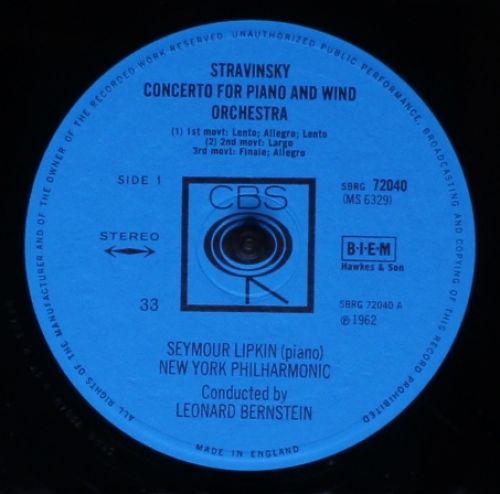 ALL RIGHTS OF THE MANUFACTURER AND OF THE OWNER OF THE RECORDED WORK RESERVED. UNAUTHORIZED PUBLIC PERFORMANCE, BROADCASTING AND COPYING OF THIS RECORD PROHIBITED.
STRAVINSKY
CONCERTO FOR PIANO AND WIND
ORCHESTRA
(1) 1st movt: Lento; Allegro; Lento
(2) 2nd movt: Largo
3rd movt: Finale; Allegro
SIDE 1
CBS
SBRG 72040
(MS 6329)
STEREO
B·I·E·M
Hawkes & Son
33
SBRG 72040 A
℗ 1962
SEYMOUR LIPKIN (piano)
NEW YORK PHILHARMONIC
Conducted by
LEONARD BERNSTEIN
MADE IN ENGLAND